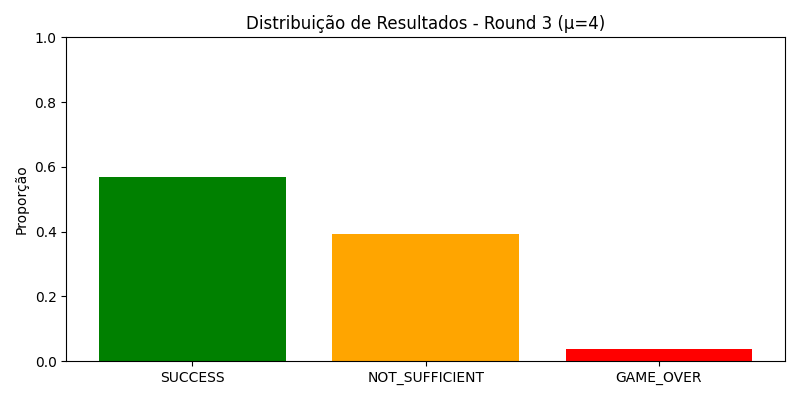 Distribuição de Resultados - Round 3 (μ=4)
Proporção
1.0
0.8
0.6
0.4
0.2
0.0
SUCCESS
NOT_SUFFICIENT
GAME_OVER